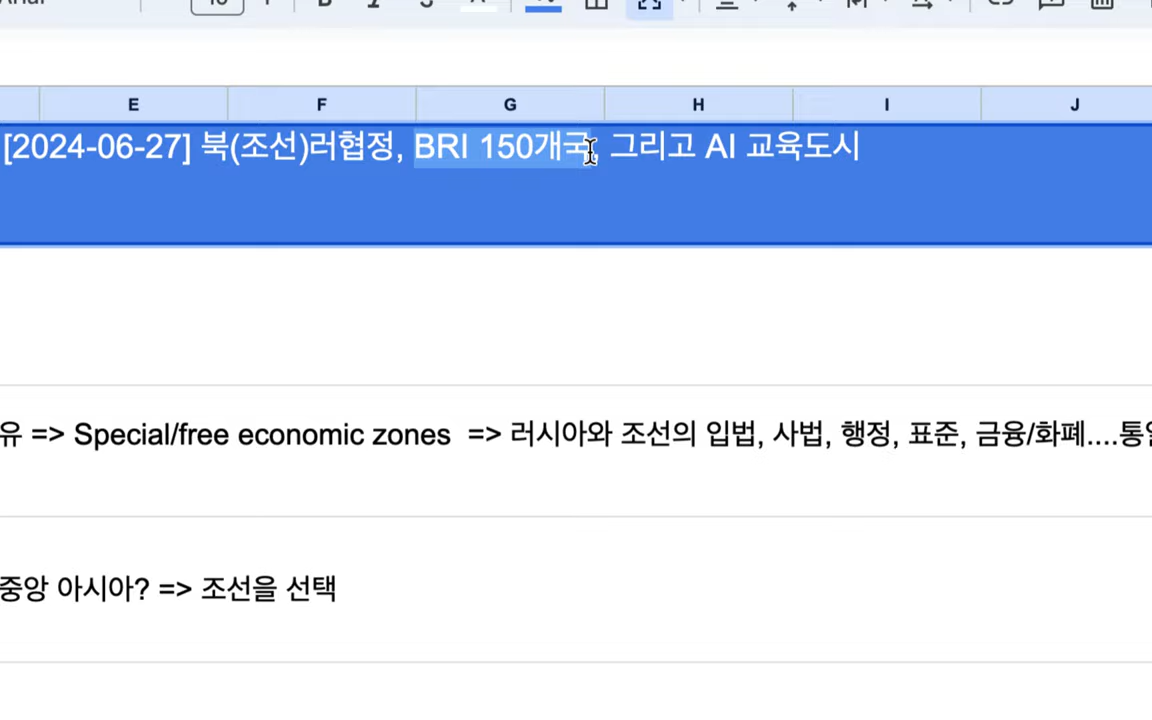 E F G H I J
[2024-06-27] 북(조선)러협정, BRI 150개국, 그리고 AI 교육도시
유 => Special/free economic zones => 러시아와 조선의 입법, 사법, 행정, 표준, 금융/화폐....통일
중앙 아시아? => 조선을 선택